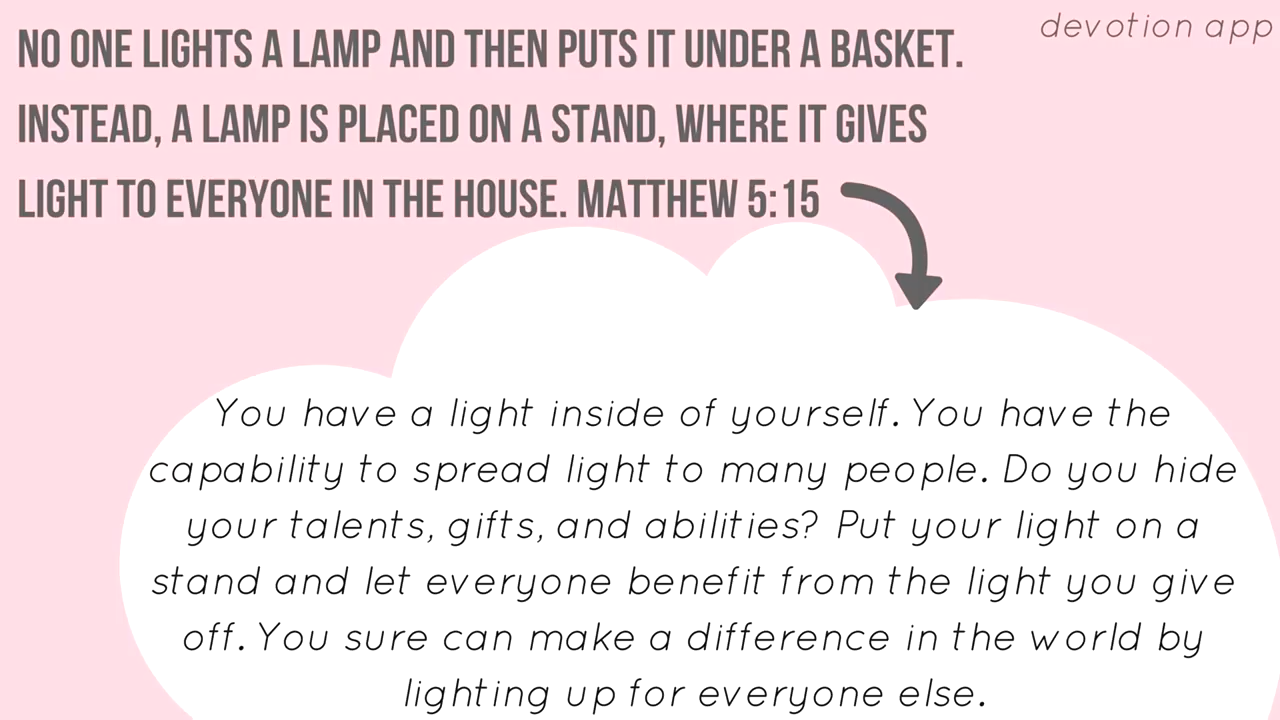 devotion app
NO ONE LIGHTS A LAMP AND THEN PUTS IT UNDER A BASKET.
INSTEAD, A LAMP IS PLACED ON A STAND, WHERE IT GIVES
LIGHT TO EVERYONE IN THE HOUSE. MATTHEW 5:15
You have a light inside of yourself. You have the
capability to spread light to many people. Do you hide
your talents, gifts, and abilities? Put your light on a
stand and let everyone benefit from the light you give
off. You sure can make a difference in the world by
lighting up for everyone else.